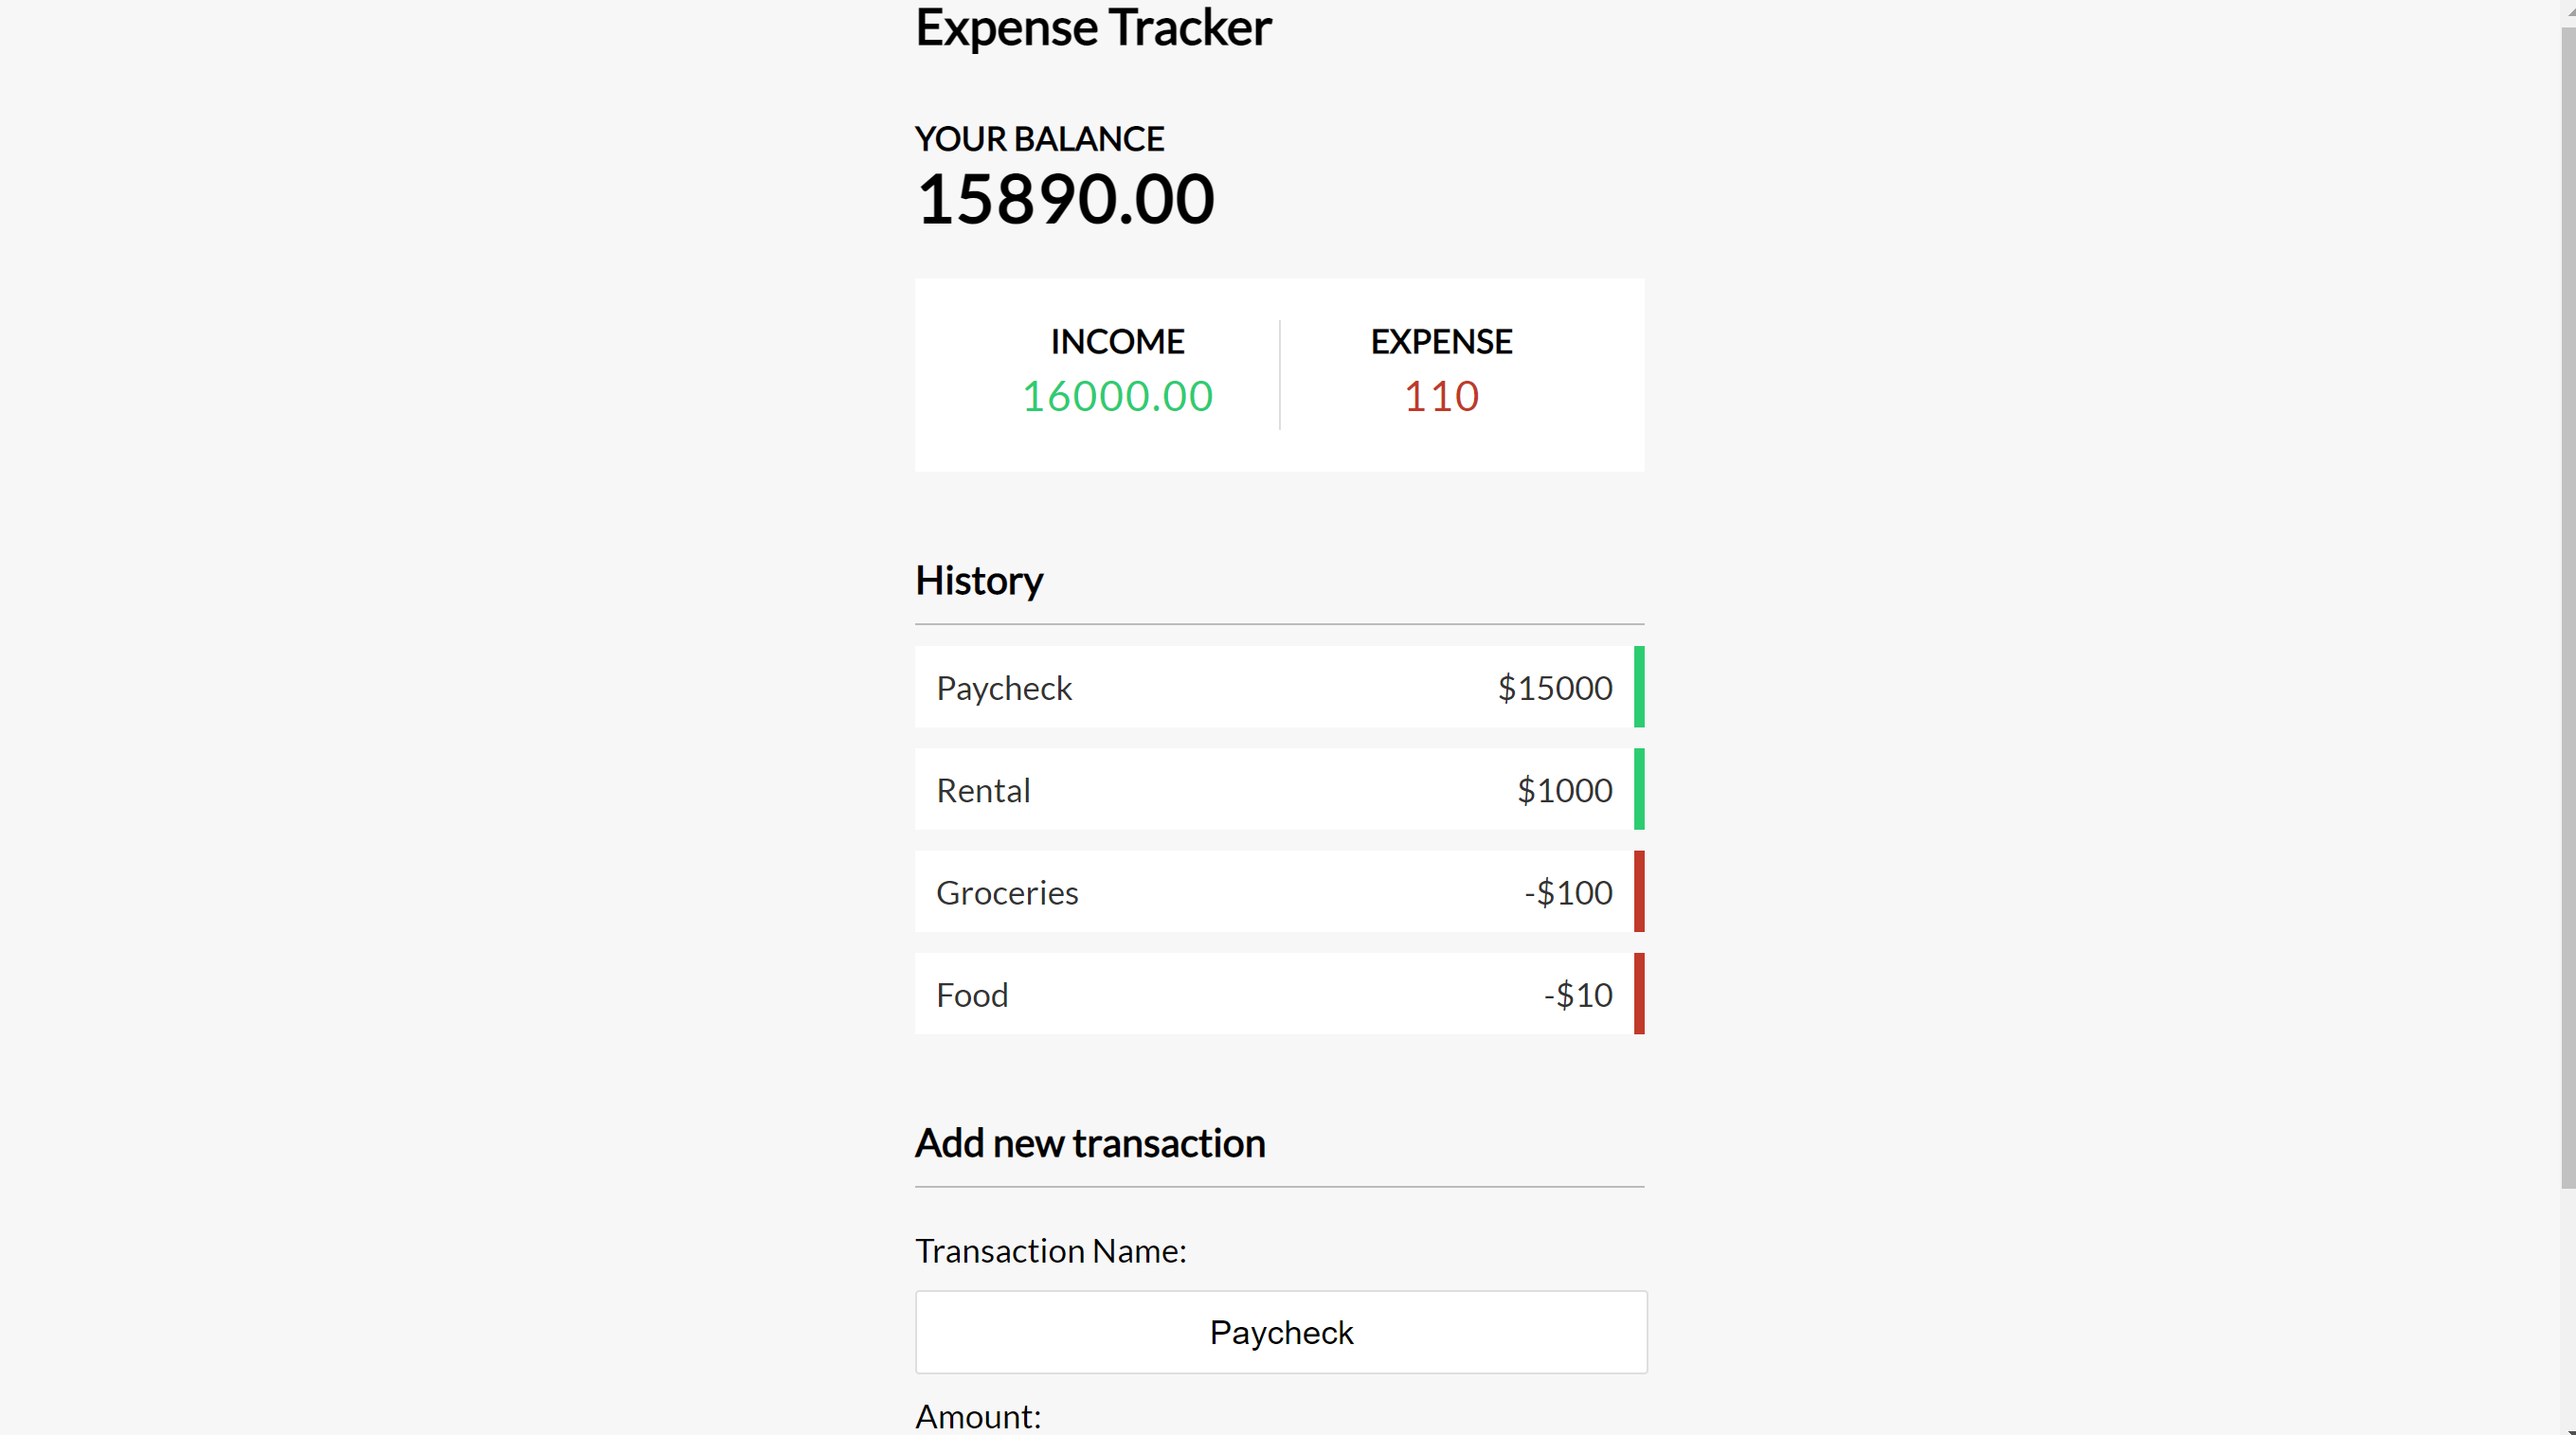 Expense Tracker
YOUR BALANCE
15890.00
INCOME EXPENSE
16000.00 110
History
Paycheck $15000
Rental $1000
Groceries -$100
Food -$10
Add new transaction
Transaction Name:
Paycheck
Amount: